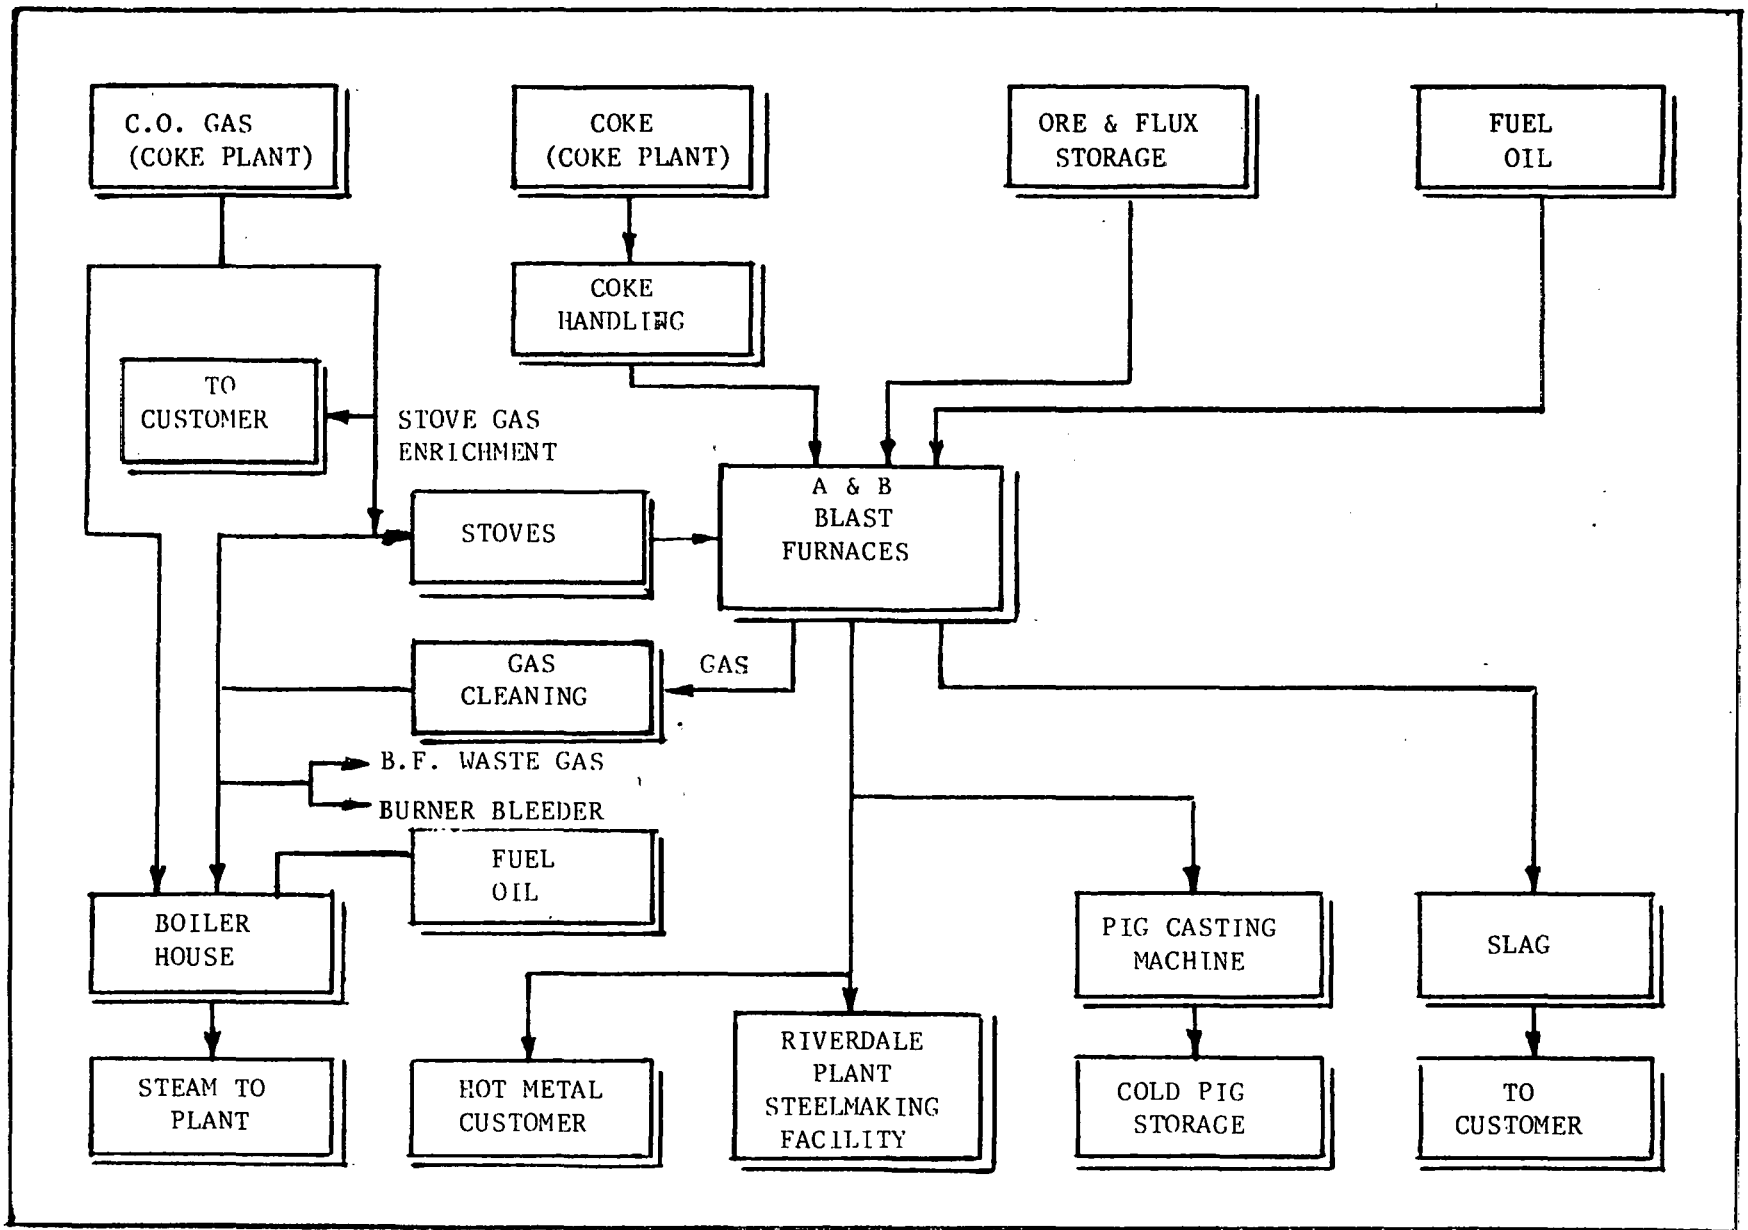 C.O. GAS
(COKE PLANT)
COKE
(COKE PLANT)
ORE & FLUX
STORAGE
FUEL
OIL
COKE
HANDLING
TO
CUSTOMER
STOVE GAS
ENRICHMENT
STOVES
A & B
BLAST
FURNACES
GAS
CLEANING
GAS
B.F. WASTE GAS
BURNER BLEEDER
FUEL
OIL
BOILER
HOUSE
PIG CASTING
MACHINE
SLAG
STEAM TO
PLANT
HOT METAL
CUSTOMER
RIVERDALE
PLANT
STEELMAKING
FACILITY
COLD PIG
STORAGE
TO
CUSTOMER